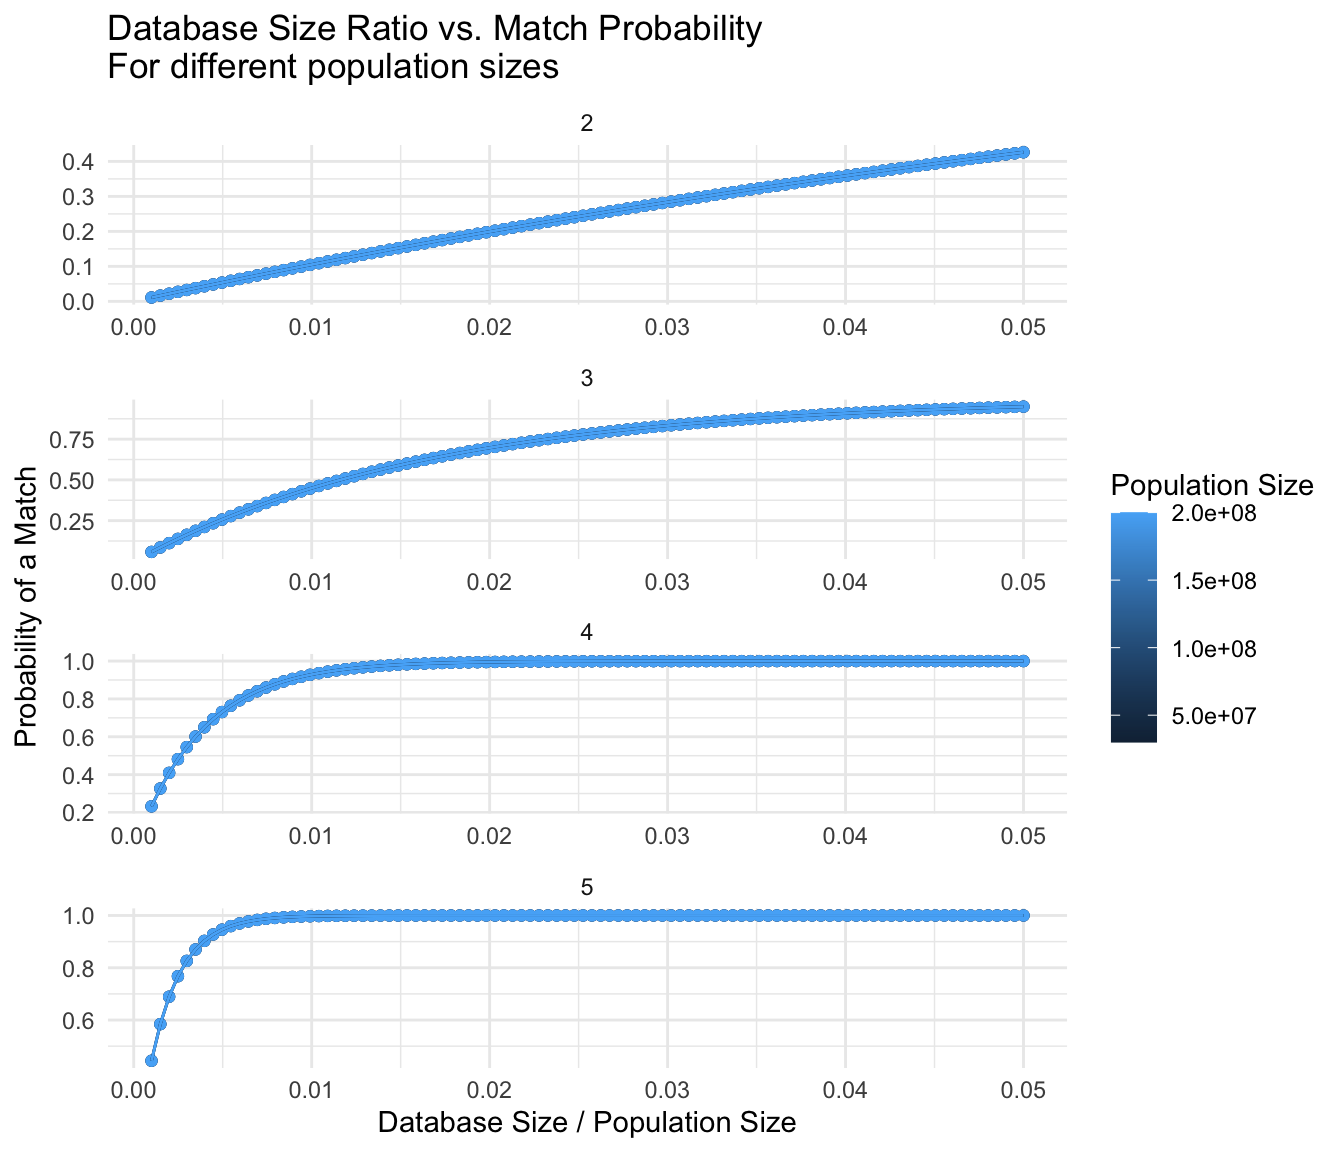 Database Size Ratio vs. Match Probability
For different population sizes
2
0.4
0.3
0.2
0.1
0.0
0.00 0.01 0.02 0.03 0.04 0.05
3
0.75
0.50
0.25
0.00 0.01 0.02 0.03 0.04 0.05
4
1.0
0.8
0.6
0.4
0.2
0.00 0.01 0.02 0.03 0.04 0.05
5
1.0
0.8
0.6
0.00 0.01 0.02 0.03 0.04 0.05
Database Size / Population Size
Probability of a Match
Population Size
2.0e+08
1.5e+08
1.0e+08
5.0e+07